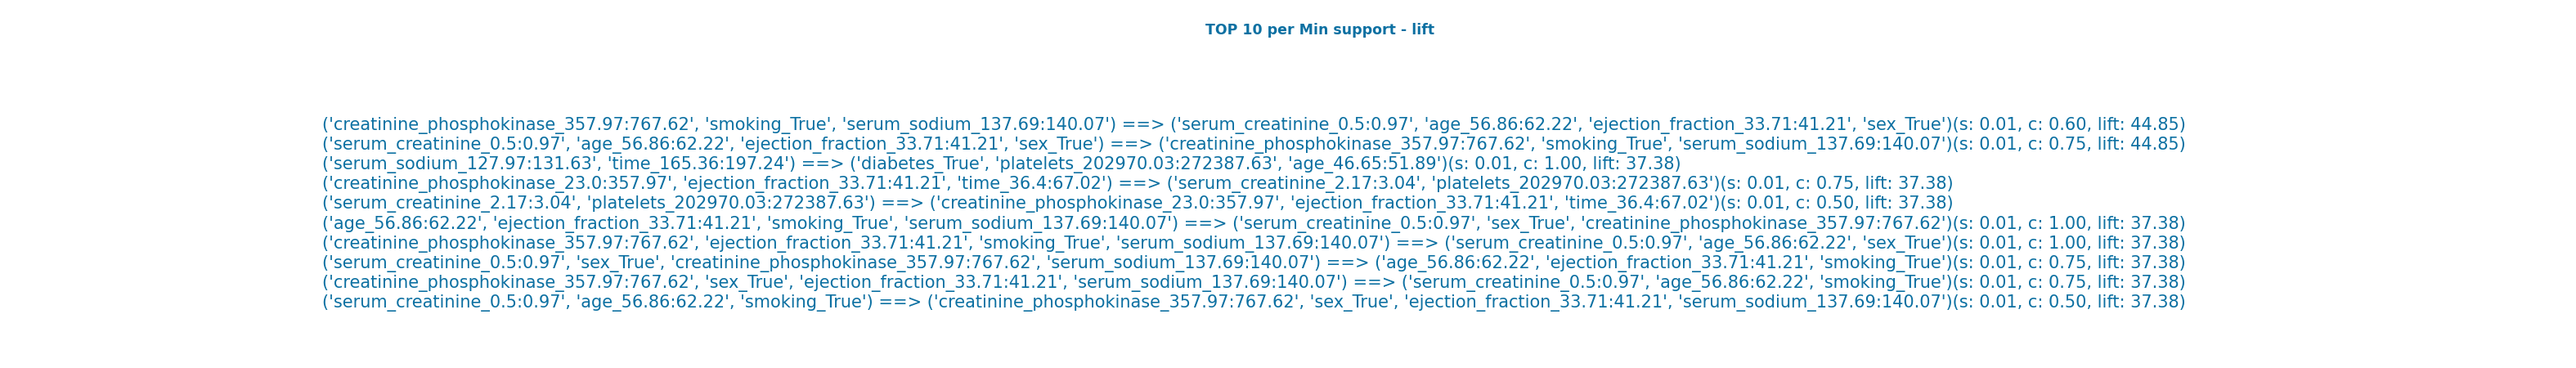 TOP 10 per Min support - lift
('creatinine_phosphokinase_357.97:767.62', 'smoking_True', 'serum_sodium_137.69:140.07') ==> ('serum_creatinine_0.5:0.97', 'age_56.86:62.22', 'ejection_fraction_33.71:41.21', 'sex_True')(s: 0.01, c: 0.60, lift: 44.85)
('serum_creatinine_0.5:0.97', 'age_56.86:62.22', 'ejection_fraction_33.71:41.21', 'sex_True') ==> ('creatinine_phosphokinase_357.97:767.62', 'smoking_True', 'serum_sodium_137.69:140.07')(s: 0.01, c: 0.75, lift: 44.85)
('serum_sodium_127.97:131.63', 'time_165.36:197.24') ==> ('diabetes_True', 'platelets_202970.03:272387.63', 'age_46.65:51.89')(s: 0.01, c: 1.00, lift: 37.38)
('creatinine_phosphokinase_23.0:357.97', 'ejection_fraction_33.71:41.21', 'time_36.4:67.02') ==> ('serum_creatinine_2.17:3.04', 'platelets_202970.03:272387.63')(s: 0.01, c: 0.75, lift: 37.38)
('serum_creatinine_2.17:3.04', 'platelets_202970.03:272387.63') ==> ('creatinine_phosphokinase_23.0:357.97', 'ejection_fraction_33.71:41.21', 'time_36.4:67.02')(s: 0.01, c: 0.50, lift: 37.38)
('age_56.86:62.22', 'ejection_fraction_33.71:41.21', 'smoking_True', 'serum_sodium_137.69:140.07') ==> ('serum_creatinine_0.5:0.97', 'sex_True', 'creatinine_phosphokinase_357.97:767.62')(s: 0.01, c: 1.00, lift: 37.38)
('creatinine_phosphokinase_357.97:767.62', 'ejection_fraction_33.71:41.21', 'smoking_True', 'serum_sodium_137.69:140.07') ==> ('serum_creatinine_0.5:0.97', 'age_56.86:62.22', 'sex_True')(s: 0.01, c: 1.00, lift: 37.38)
('serum_creatinine_0.5:0.97', 'sex_True', 'creatinine_phosphokinase_357.97:767.62', 'serum_sodium_137.69:140.07') ==> ('age_56.86:62.22', 'ejection_fraction_33.71:41.21', 'smoking_True')(s: 0.01, c: 0.75, lift: 37.38)
('creatinine_phosphokinase_357.97:767.62', 'sex_True', 'ejection_fraction_33.71:41.21', 'serum_sodium_137.69:140.07') ==> ('serum_creatinine_0.5:0.97', 'age_56.86:62.22', 'smoking_True')(s: 0.01, c: 0.75, lift: 37.38)
('serum_creatinine_0.5:0.97', 'age_56.86:62.22', 'smoking_True') ==> ('creatinine_phosphokinase_357.97:767.62', 'sex_True', 'ejection_fraction_33.71:41.21', 'serum_sodium_137.69:140.07')(s: 0.01, c: 0.50, lift: 37.38)